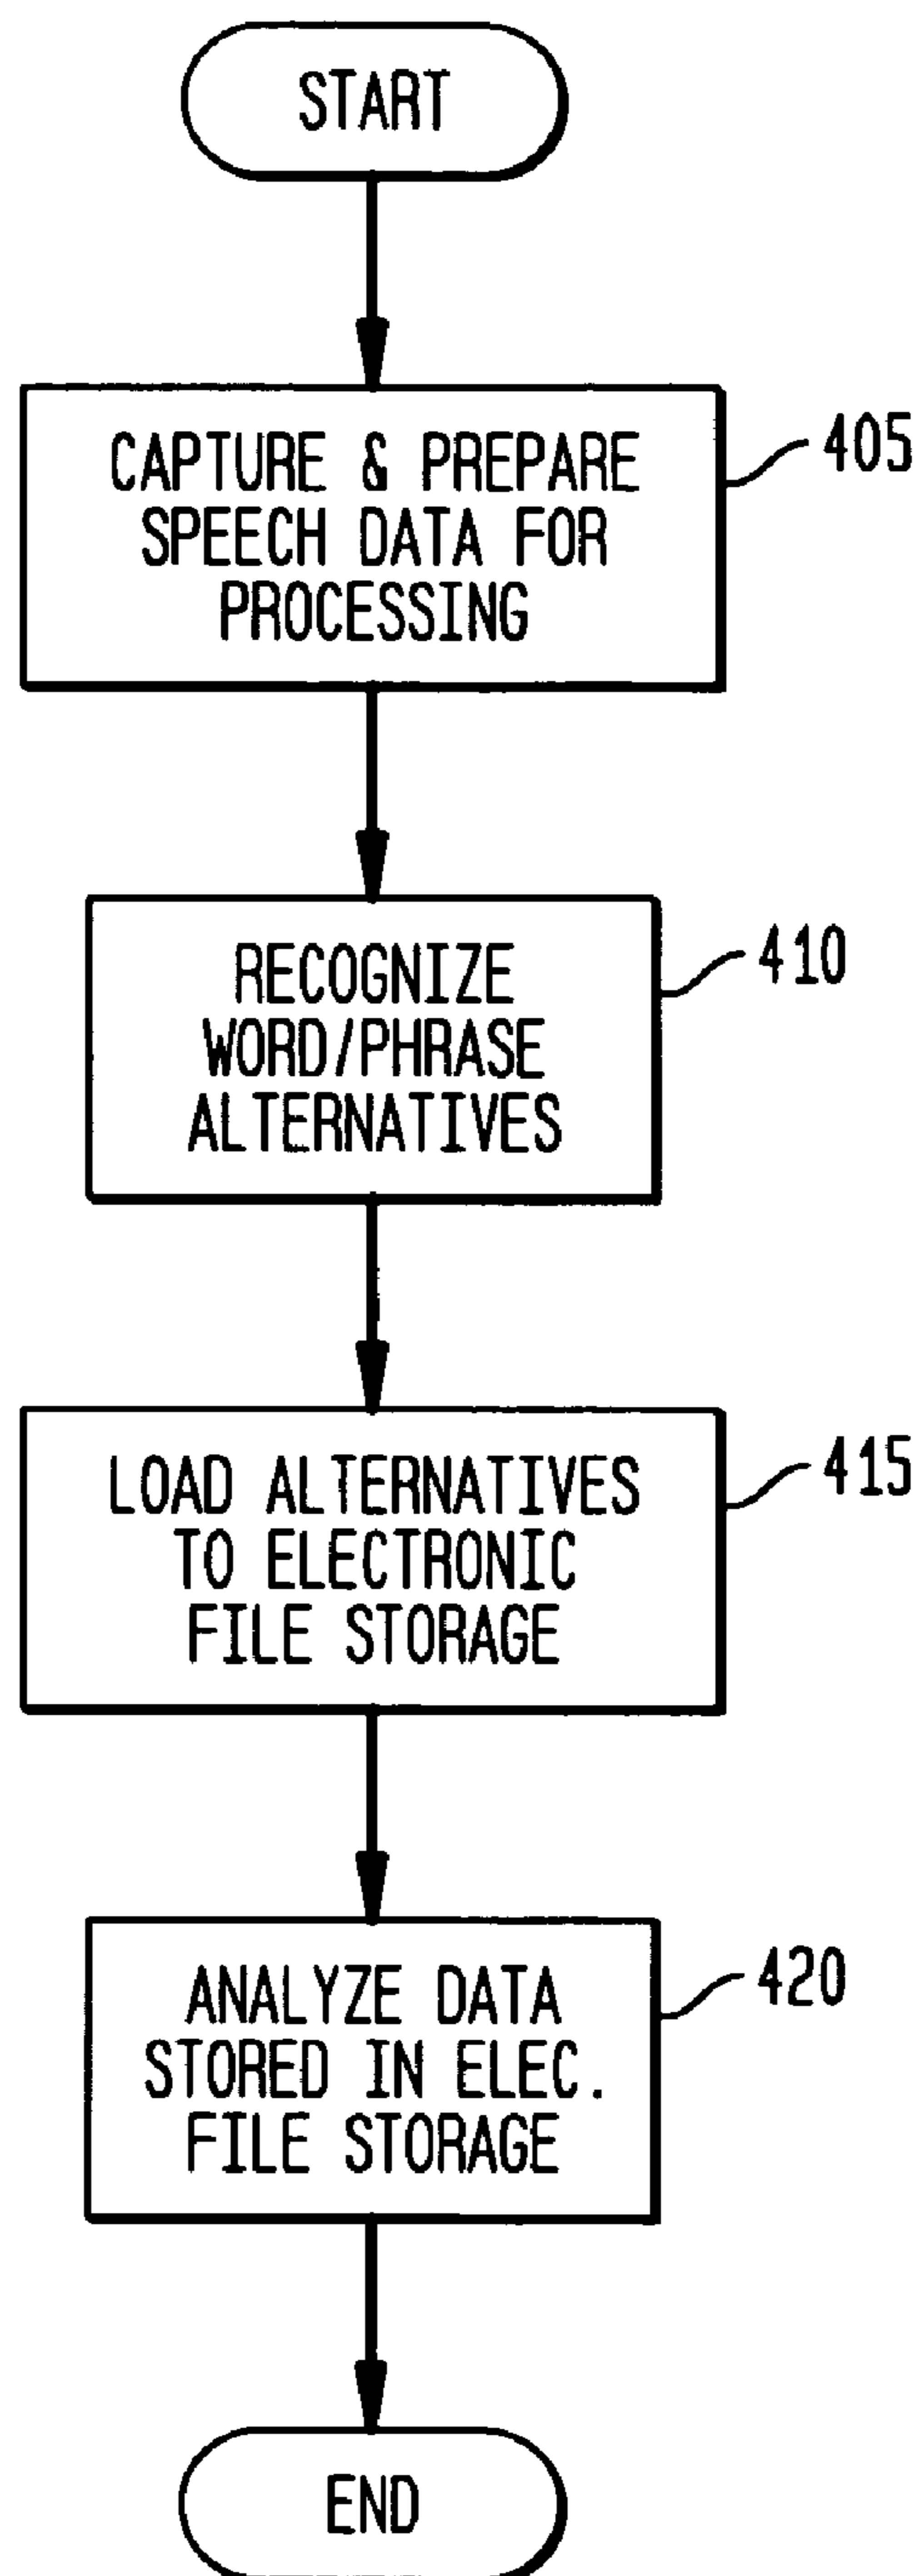 START
CAPTURE & PREPARE
SPEECH DATA FOR
PROCESSING
405
RECOGNIZE
WORD/PHRASE
ALTERNATIVES
410
LOAD ALTERNATIVES
TO ELECTRONIC
FILE STORAGE
415
ANALYZE DATA
STORED IN ELEC.
FILE STORAGE
420
END